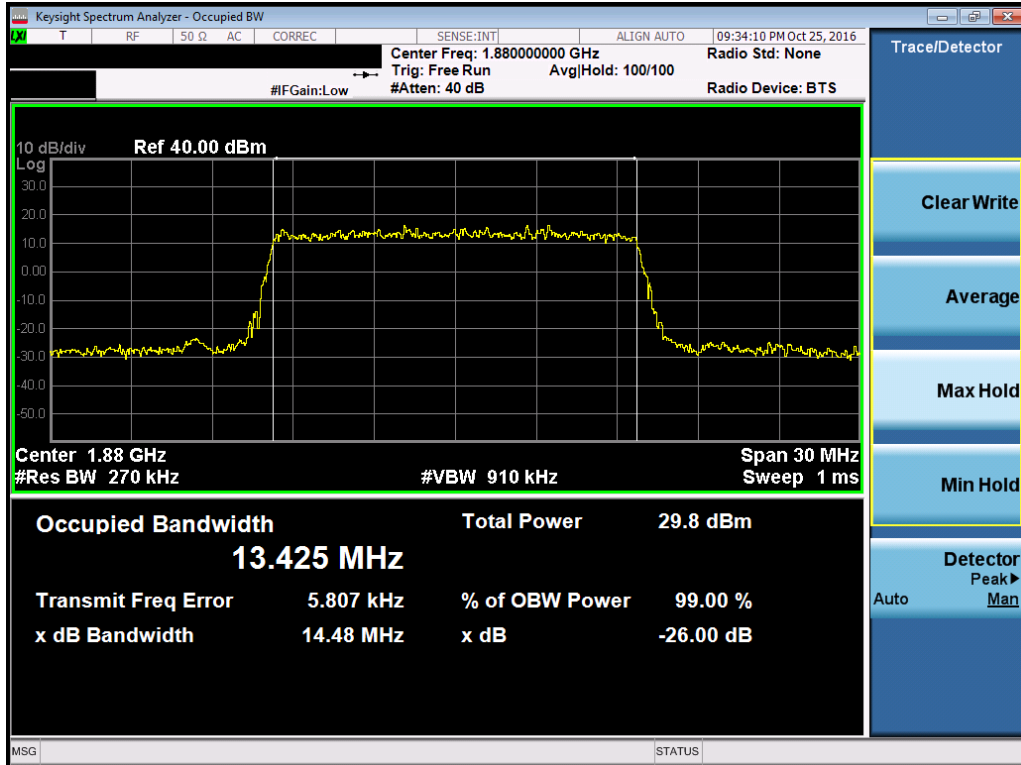 Keysight Spectrum Analyzer - Occupied BW
LXI T RF 50 Ω AC CORREC SENSE:INT ALIGN AUTO 09:34:10 PM Oct 25, 2016
Center Freq: 1.880000000 GHz Radio Std: None
Trig: Free Run Avg|Hold: 100/100
#IFGain:Low #Atten: 40 dB Radio Device: BTS
Trace/Detector
10 dB/div Ref 40.00 dBm
Log
30.0
20.0
10.0
0.00
-10.0
-20.0
-30.0
-40.0
-50.0
Center 1.88 GHz Span 30 MHz
#Res BW 270 kHz #VBW 910 kHz Sweep 1 ms
Occupied Bandwidth Total Power 29.8 dBm
13.425 MHz
Transmit Freq Error 5.807 kHz % of OBW Power 99.00 %
x dB Bandwidth 14.48 MHz x dB -26.00 dB
Clear Write
Average
Max Hold
Min Hold
Detector
Peak▶
Auto Man
MSG STATUS